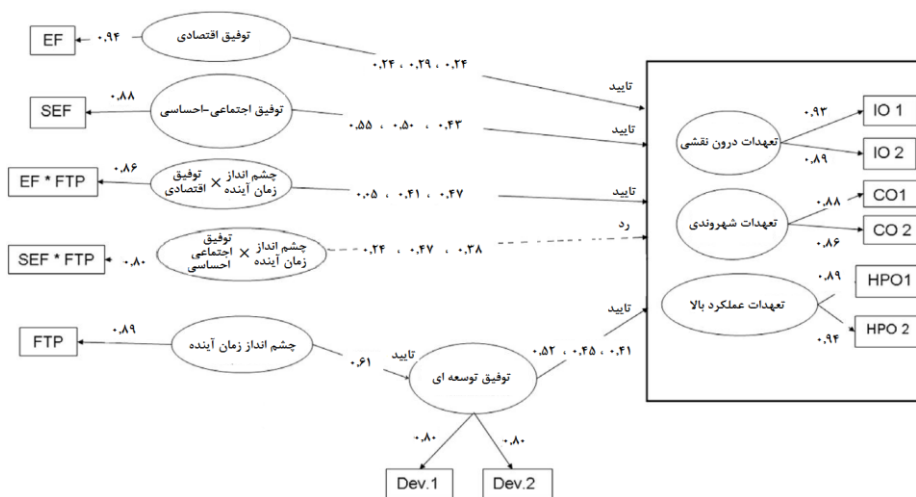 EF
۰.۹۴
توفیق اقتصادی
۰.۲۴ ، ۰.۲۹ ، ۰.۲۴
تایید
SEF
۰.۸۸
توفیق اجتماعی-احساسی
۰.۵۵ ، ۰.۵۰ ، ۰.۴۳
تایید
EF * FTP
۰.۸۶
چشم انداز × توفیق
زمان آینده اقتصادی
۰.۰۵ ، ۰.۴۱ ، ۰.۴۷
تایید
SEF * FTP
۰.۸۰
چشم انداز × توفیق
زمان آینده اجتماعی
احساسی
۰.۲۴ ، ۰.۴۷ ، ۰.۳۸
رد
FTP
۰.۸۹
چشم انداز زمان آینده
۰.۶۱
تایید
توفیق توسعه ای
۰.۵۲ ، ۰.۴۵ ، ۰.۴۱
تایید
۰.۸۰
۰.۸۰
Dev.1
Dev.2
تعهدات درون نقشی
۰.۹۳
IO 1
۰.۸۹
IO 2
تعهدات شهروندی
۰.۸۸
CO1
۰.۸۶
CO 2
تعهدات عملکرد بالا
۰.۸۹
HPO1
۰.۹۴
HPO 2